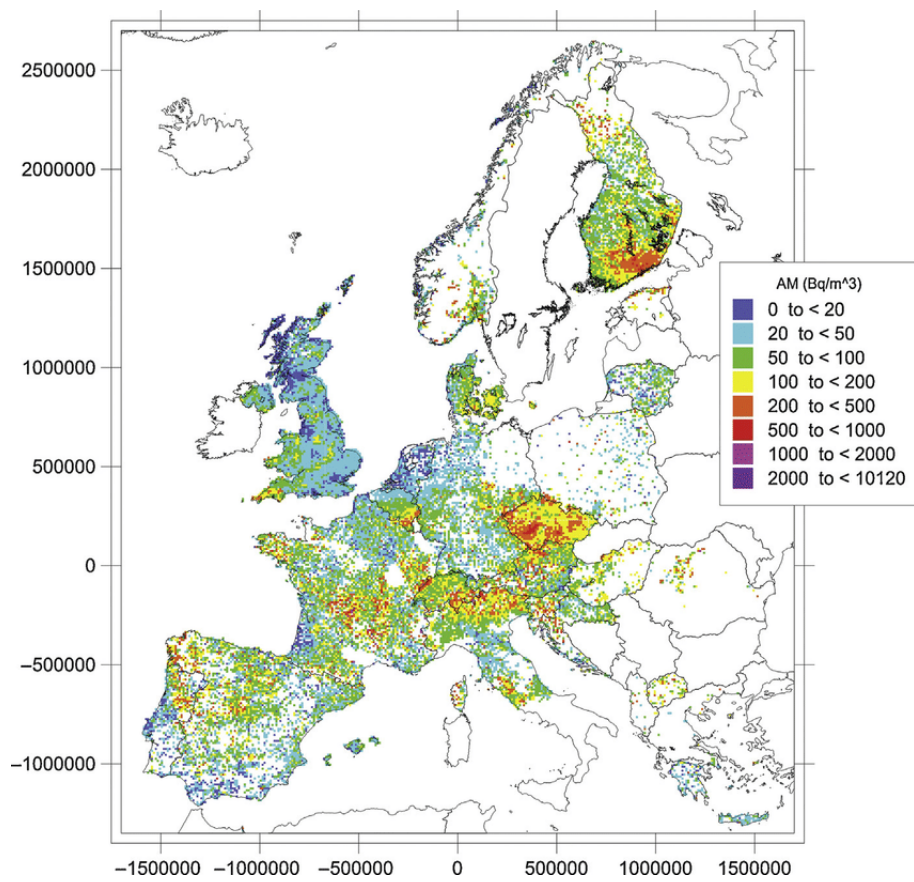 2500000
2000000
1500000
1000000
500000
0
−500000
−1000000
AM (Bq/m^3)
0 to < 20
20 to < 50
50 to < 100
100 to < 200
200 to < 500
500 to < 1000
1000 to < 2000
2000 to < 10120
−1500000 −1000000 −500000 0 500000 1000000 1500000